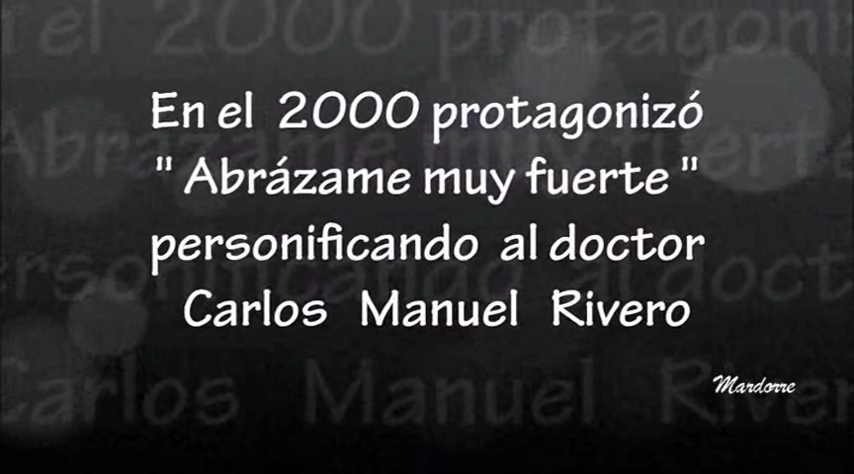 En el 2000 protagonizó
" Abrázame muy fuerte "
personificando al doctor
Carlos Manuel Rivero
Mardorre